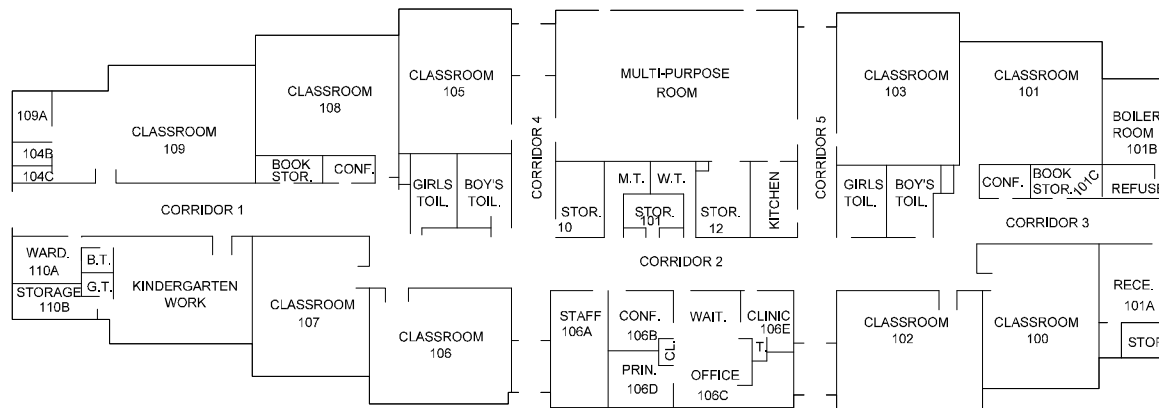 109A
104B
104C
CLASSROOM
109
CLASSROOM
108
BOOK
STOR.
CONF.
CLASSROOM
105
GIRLS
TOIL.
BOY'S
TOIL.
CORRIDOR 4
MULTI-PURPOSE
ROOM
M.T.
W.T.
STOR.
10
STOR.
101
STOR.
12
KITCHEN
CORRIDOR 5
CLASSROOM
103
GIRLS
TOIL.
BOY'S
TOIL.
CLASSROOM
101
CONF.
BOOK
STOR.
101C
BOILER
ROOM
101B
REFUSE
CORRIDOR 1
CORRIDOR 2
CORRIDOR 3
WARD.
110A
B.T.
G.T.
STORAGE
110B
KINDERGARTEN
WORK
CLASSROOM
107
CLASSROOM
106
STAFF
106A
CONF.
106B
PRIN.
106D
CL.
WAIT.
OFFICE
106C
CLINIC
106E
T.
CLASSROOM
102
CLASSROOM
100
RECE.
101A
STOR